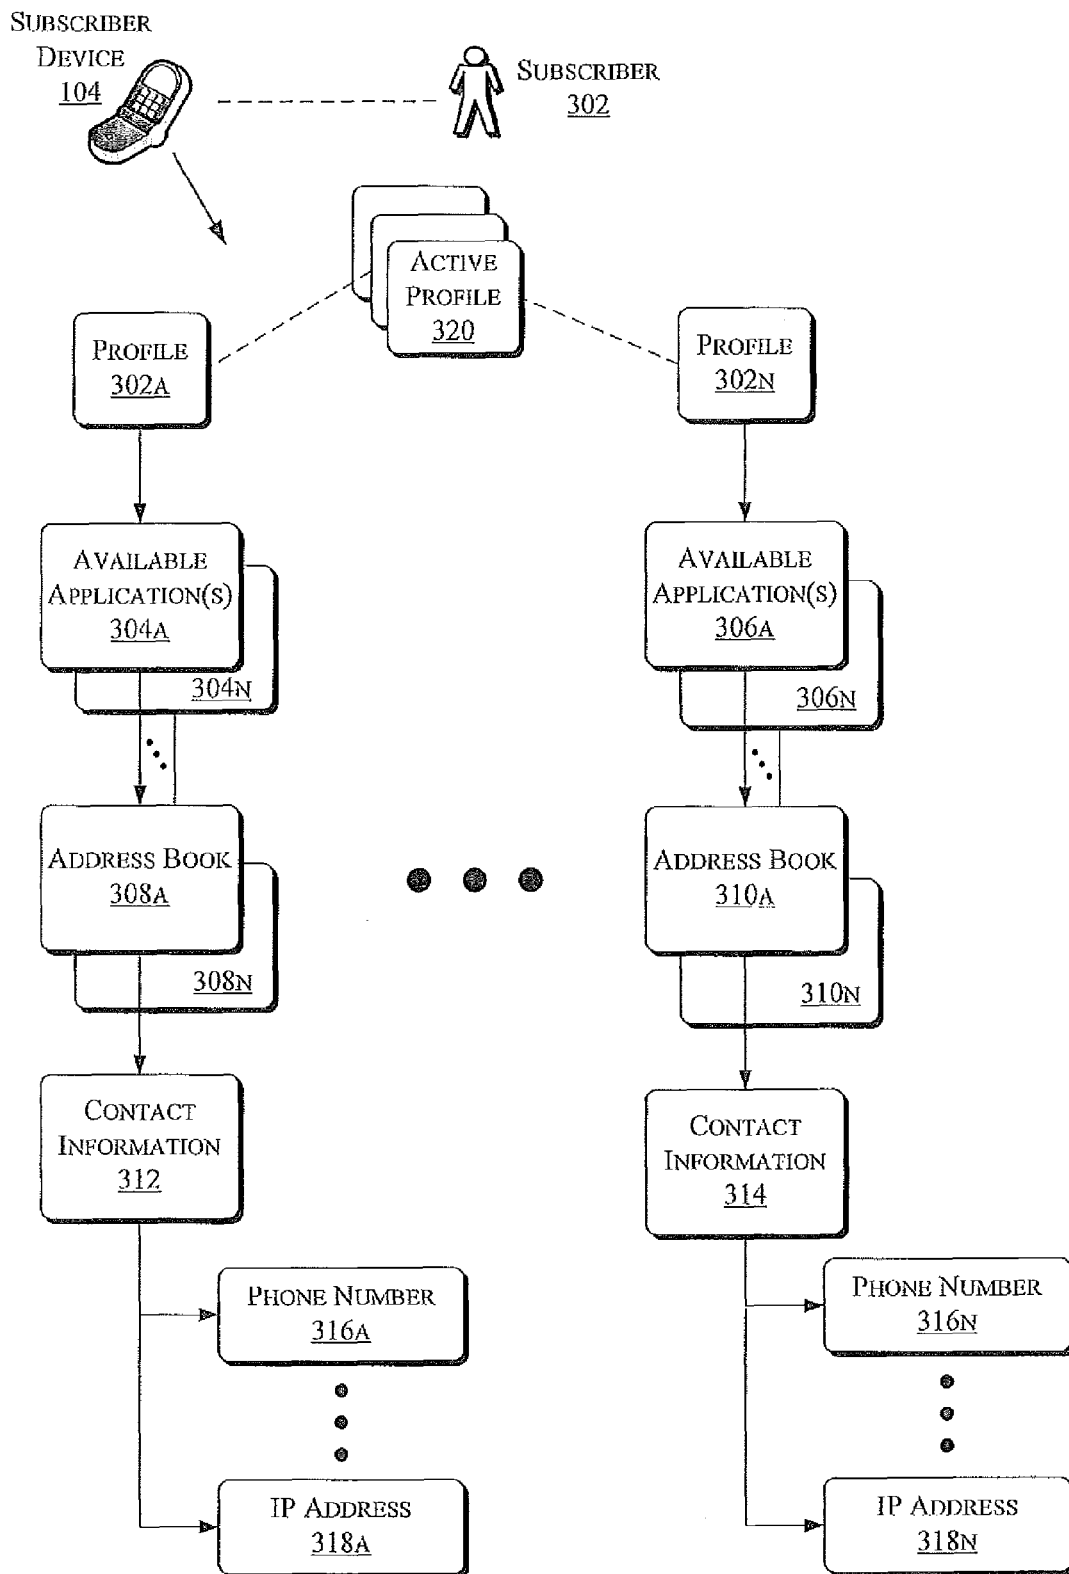 SUBSCRIBER
DEVICE
104
SUBSCRIBER
302
ACTIVE
PROFILE
320
PROFILE
302A
PROFILE
302N
AVAILABLE
APPLICATION(S)
304A
304N
AVAILABLE
APPLICATION(S)
306A
306N
ADDRESS BOOK
308A
308N
ADDRESS BOOK
310A
310N
CONTACT
INFORMATION
312
CONTACT
INFORMATION
314
PHONE NUMBER
316A
PHONE NUMBER
316N
IP ADDRESS
318A
IP ADDRESS
318N